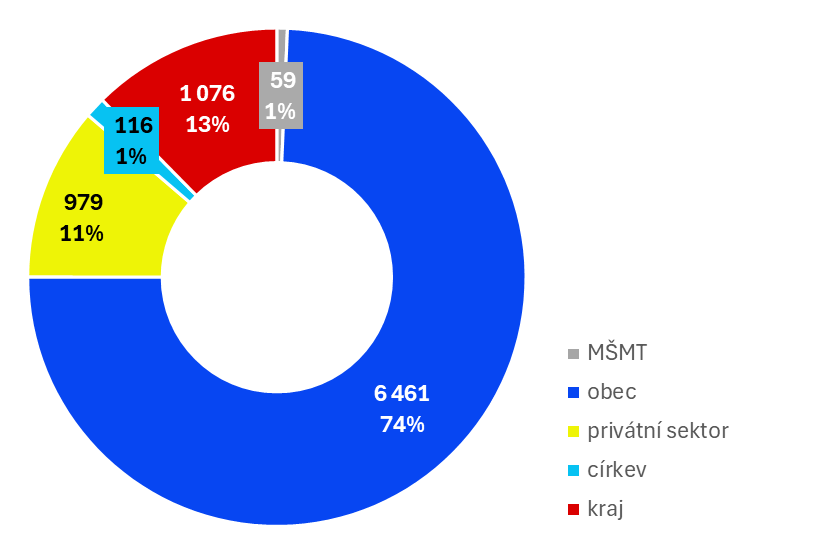 59
1%
1 076
13%
116
1%
979
11%
6 461
74%
MŠMT
obec
privátní sektor
církev
kraj